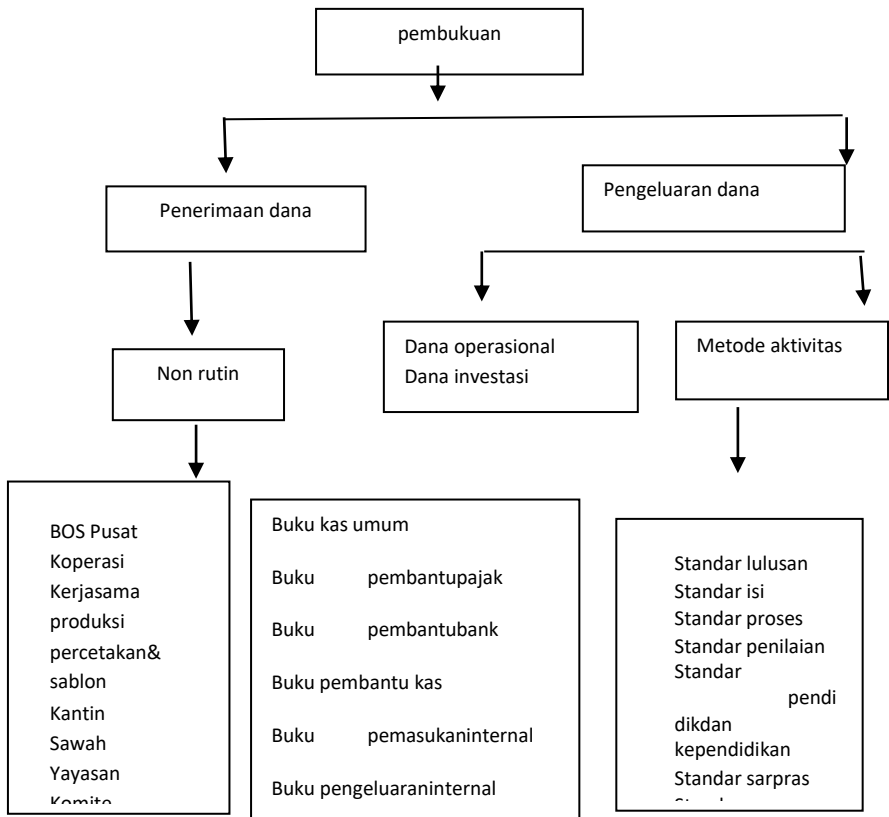 pembukuan
Penerimaan dana
Pengeluaran dana
Non rutin
Dana operasional
Dana investasi
Metode aktivitas
BOS Pusat
Koperasi
Kerjasama
produksi
percetakan&
sablon
Kantin
Sawah
Yayasan
Komite
Buku kas umum
Buku pembantupajak
Buku pembantubank
Buku pembantu kas
Buku pemasukaninternal
Buku pengeluaraninternal
Standar lulusan
Standar isi
Standar proses
Standar penilaian
Standar
pendi
dikdan
kependidikan
Standar sarpras